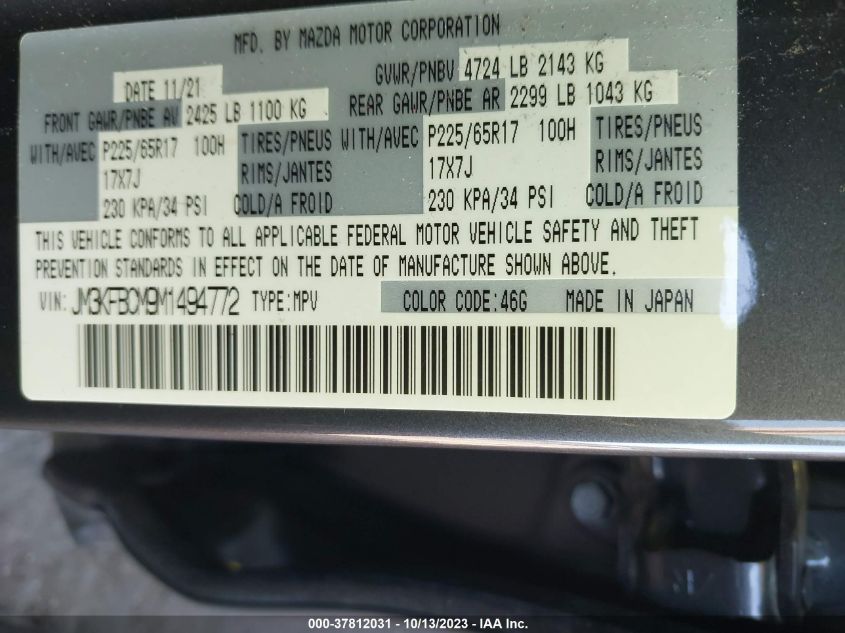 MFD. BY MAZDA MOTOR CORPORATION
DATE 11/21 GVWR/PNBV 4724 LB 2143 KG
FRONT GAWR/PNBE AV 2425 LB 1100 KG REAR GAWR/PNBE AR 2299 LB 1043 KG
WITH/AVEC P225/65R17 100H TIRES/PNEUS WITH/AVEC P225/65R17 100H TIRES/PNEUS
17X7J RIMS/JANTES 17X7J RIMS/JANTES
230 KPA/34 PSI COLD/A FROID 230 KPA/34 PSI COLD/A FROID
THIS VEHICLE CONFORMS TO ALL APPLICABLE FEDERAL MOTOR VEHICLE SAFETY AND THEFT
PREVENTION STANDARDS IN EFFECT ON THE DATE OF MANUFACTURE SHOWN ABOVE.
VIN: JM3KFBCM9M1494772 TYPE:MPV COLOR CODE:46G MADE IN JAPAN
000-37812031 - 10/13/2023 - IAA Inc.